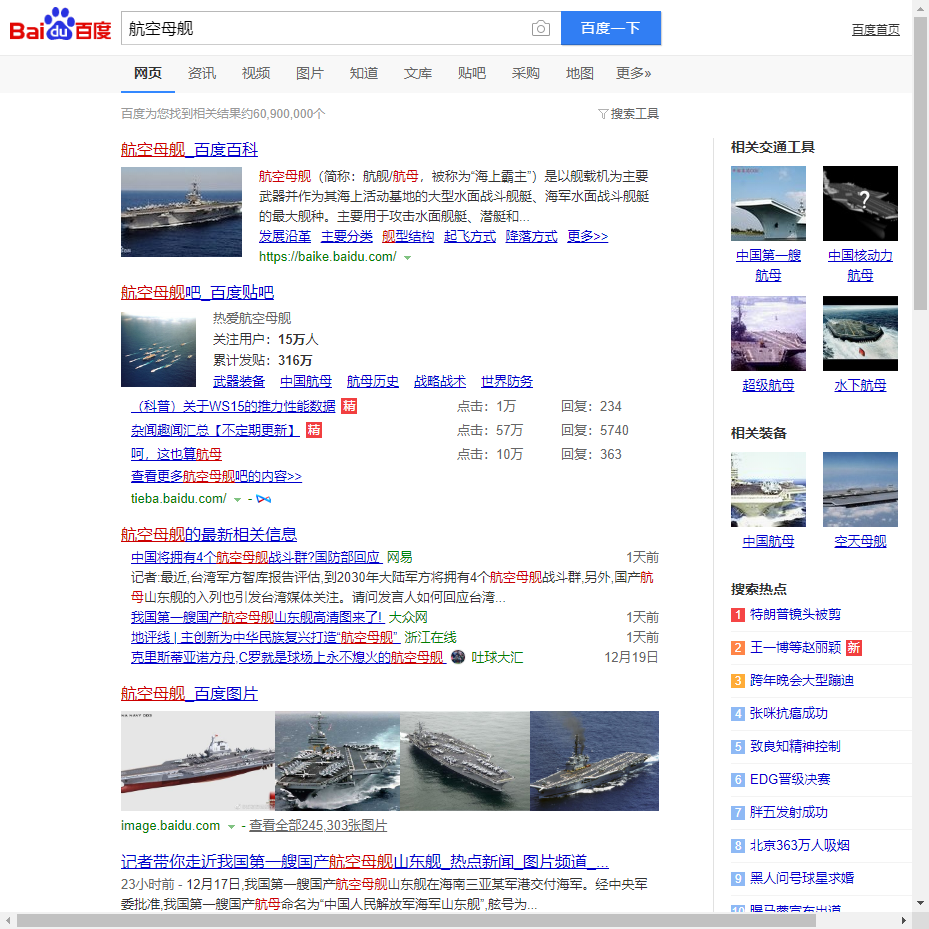 Bai du 百度
航空母舰
百度一下
百度首页
网页 资讯 视频 图片 知道 文库 贴吧 采购 地图 更多»
百度为您找到相关结果约60,900,000个
搜索工具
航空母舰_百度百科
航空母舰（简称：航舰/航母，被称为“海上霸主”）是以舰载机为主要
武器并作为其海上活动基地的大型水面战斗舰艇、海军水面战斗舰艇
的最大舰种。主要用于攻击水面舰艇、潜艇和...
发展沿革 主要分类 舰型结构 起飞方式 降落方式 更多>>
https://baike.baidu.com/
航空母舰吧_百度贴吧
热爱航空母舰
关注用户：15万人
累计发贴：316万
武器装备 中国航母 航母历史 战略战术 世界防务
（科普）关于WS15的推力性能数据 精 点击：1万 回复：234
杂闻趣闻汇总【不定期更新】 精 点击：57万 回复：5740
呵，这也算航母 点击：10万 回复：363
查看更多航空母舰吧的内容>>
tieba.baidu.com/ -
航空母舰的最新相关信息
中国将拥有4个航空母舰战斗群?国防部回应 网易 1天前
记者:最近,台湾军方智库报告评估,到2030年大陆军方将拥有4个航空母舰战斗群,另外,国产航
母山东舰的入列也引发台湾媒体关注。请问发言人如何回应台湾...
我国第一艘国产航空母舰山东舰高清图来了! 大众网 1天前
地评线 | 主创新为中华民族复兴打造“航空母舰” 浙江在线 1天前
克里斯蒂亚诺方舟,C罗就是球场上永不熄火的航空母舰 吐球大汇 12月19日
航空母舰_百度图片
image.baidu.com - 查看全部245,303张图片
记者带你走近我国第一艘国产航空母舰山东舰_热点新闻_图片频道_...
23小时前 - 12月17日,我国第一艘国产航空母舰山东舰在海南三亚某军港交付海军。经中央军
委批准,我国第一艘国产航母命名为“中国人民解放军海军山东舰”,舷号为...
相关交通工具
?
中国第一艘 中国核动力
航母 航母
超级航母 水下航母
相关装备
中国航母 空天母舰
搜索热点
1 特朗普镜头被剪
2 王一博等赵丽颖 新
3 跨年晚会大型蹦迪
4 张咪抗癌成功
5 致良知精神控制
6 EDG晋级决赛
7 胖五发射成功
8 北京363万人吸烟
9 黑人问号球星求婚
10